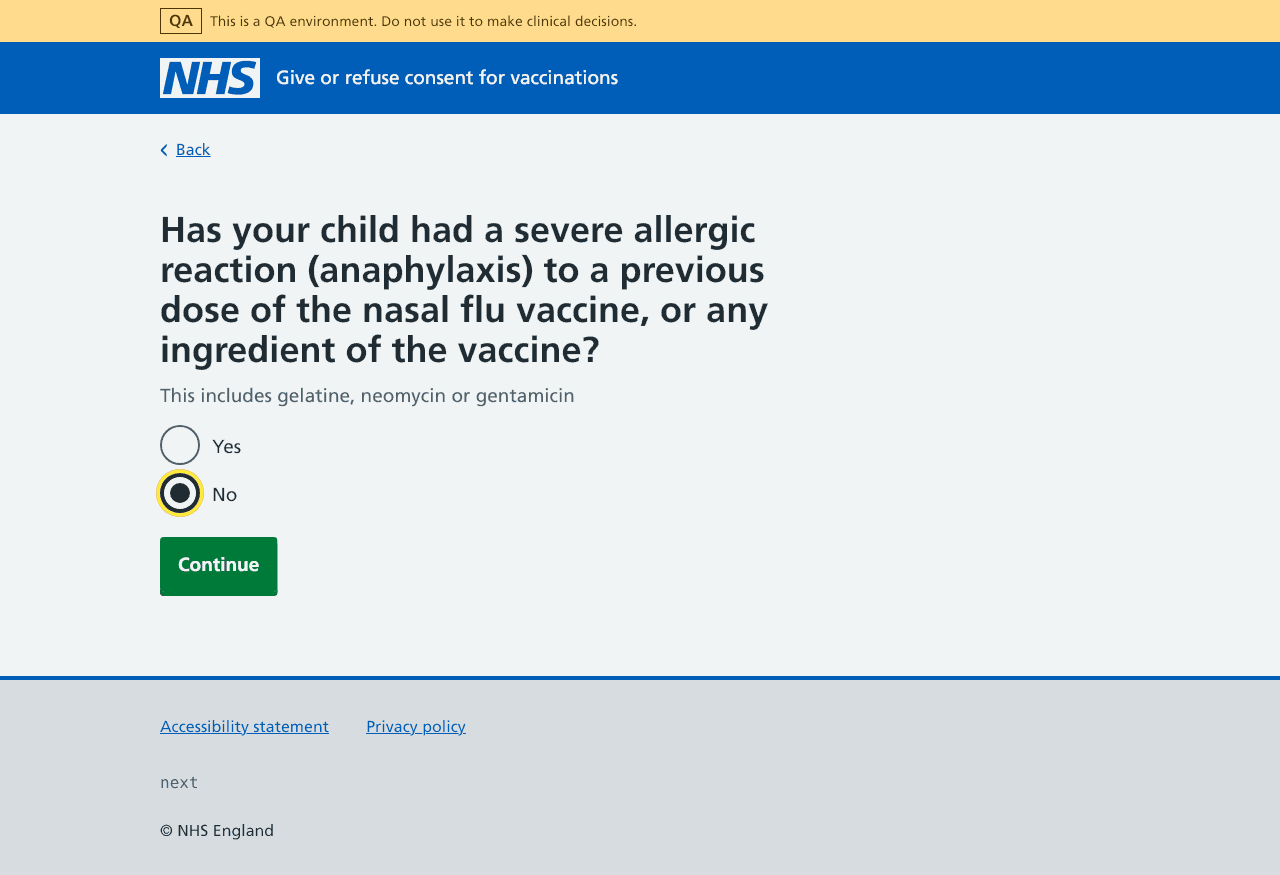 QA This is a QA environment. Do not use it to make clinical decisions.
NHS Give or refuse consent for vaccinations
Back
Has your child had a severe allergic
reaction (anaphylaxis) to a previous
dose of the nasal flu vaccine, or any
ingredient of the vaccine?
This includes gelatine, neomycin or gentamicin
Yes
No
Continue
Accessibility statement Privacy policy
next
© NHS England